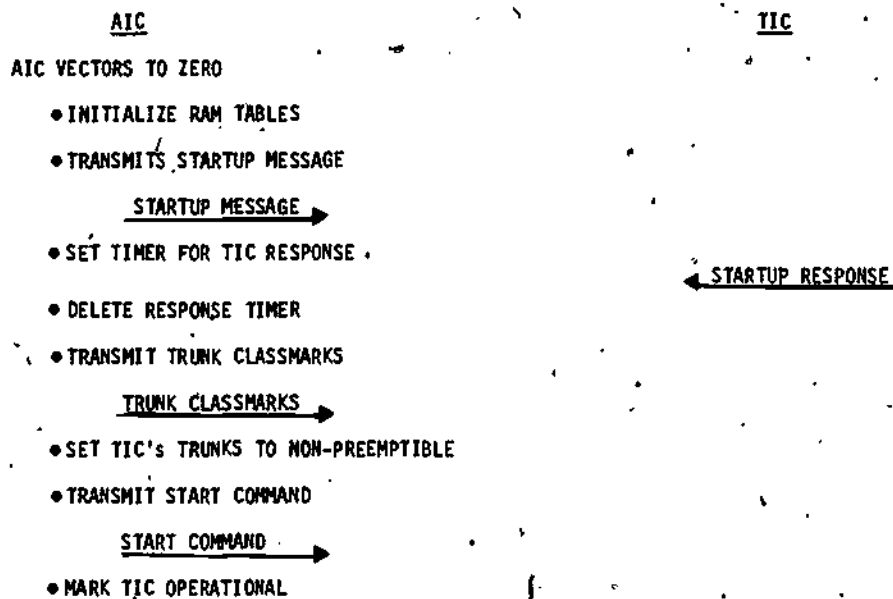 AIC
TIC
AIC VECTORS TO ZERO
● INITIALIZE RAM TABLES
● TRANSMITS STARTUP MESSAGE
STARTUP MESSAGE
● SET TIMER FOR TIC RESPONSE
STARTUP RESPONSE
● DELETE RESPONSE TIMER
● TRANSMIT TRUNK CLASSMARKS
TRUNK CLASSMARKS
● SET TIC's TRUNKS TO NON-PREEMPTIBLE
● TRANSMIT START COMMAND
START COMMAND
● MARK TIC OPERATIONAL